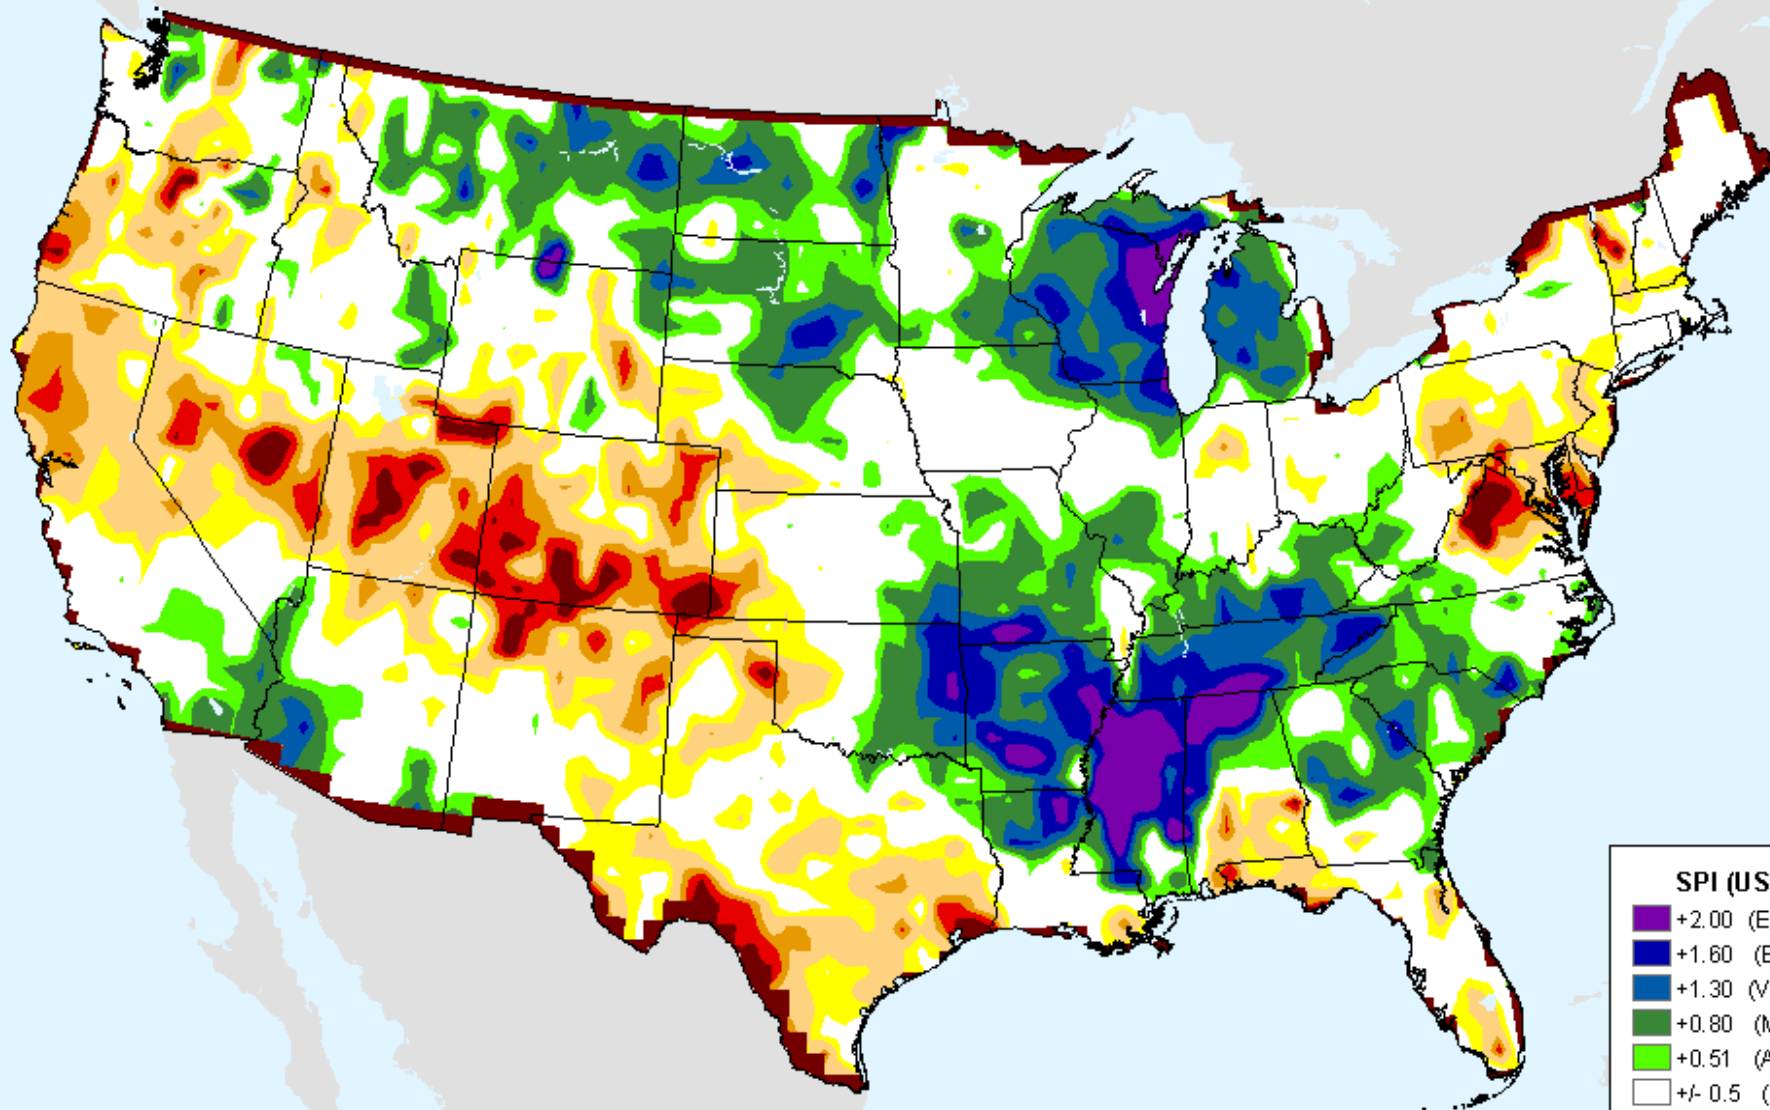 SPI (US
+2.00 (E
+1.60 (E
+1.30 (V
+0.80 (M
+0.51 (A
+/- 0.5 (